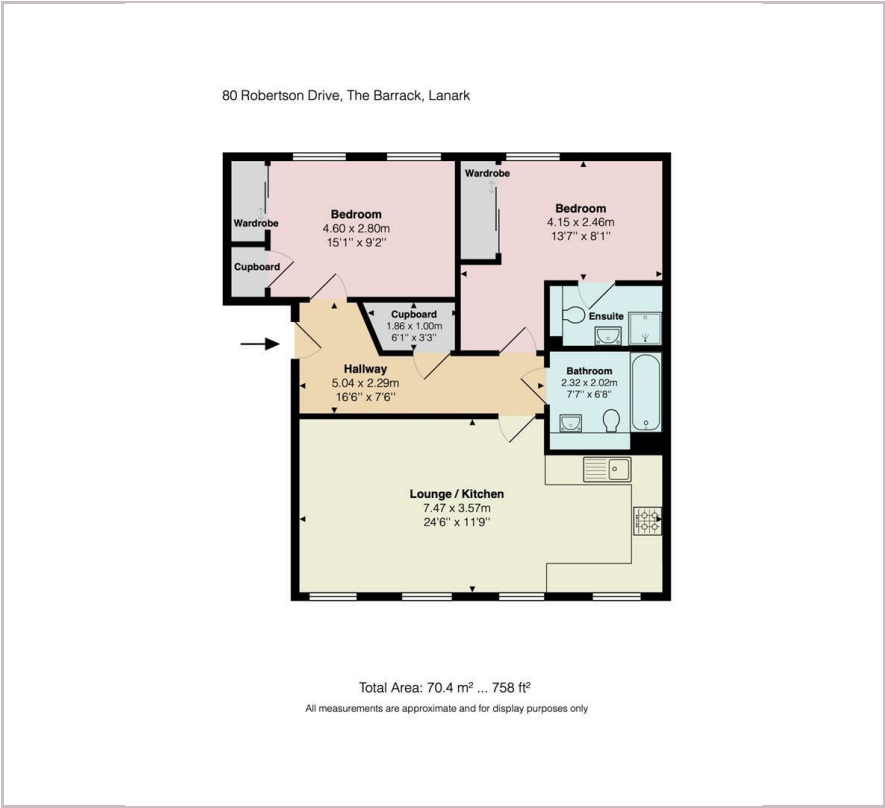 80 Robertson Drive, The Barrack, Lanark
Wardrobe
Bedroom
4.60 x 2.80m
15'1'' x 9'2''
Cupboard
Wardrobe
Bedroom
4.15 x 2.46m
13'7'' x 8'1''
Ensuite
Cupboard
1.86 x 1.00m
6'1'' x 3'3''
Hallway
5.04 x 2.29m
16'6'' x 7'6''
Bathroom
2.32 x 2.02m
7'7'' x 6'8''
Lounge / Kitchen
7.47 x 3.57m
24'6'' x 11'9''
Total Area: 70.4 m² ... 758 ft²
All measurements are approximate and for display purposes only